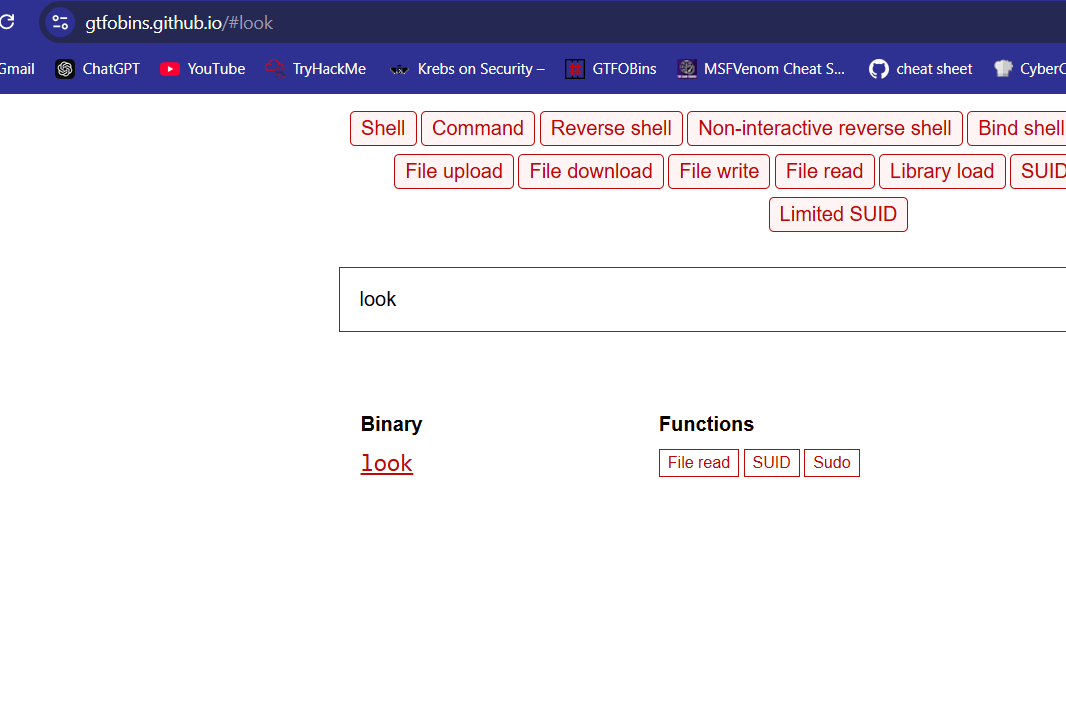 gtfobins.github.io/#look
Gmail ChatGPT YouTube TryHackMe Krebs on Security – GTFOBins MSFVenom Cheat S... cheat sheet CyberC
Shell Command Reverse shell Non-interactive reverse shell Bind shell
File upload File download File write File read Library load SUID
Limited SUID
look
Binary Functions
look File read SUID Sudo